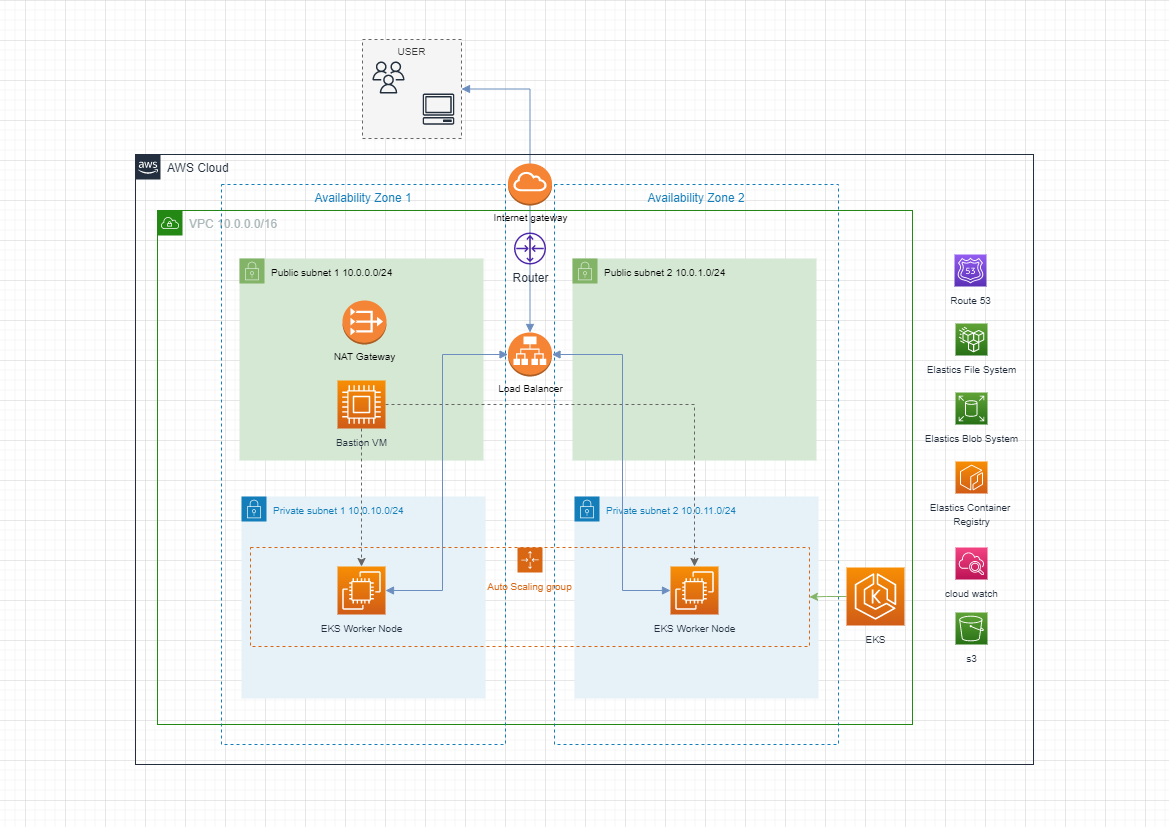 USER
aws
AWS Cloud
Availability Zone 1
Availability Zone 2
Internet gateway
VPC 10.0.0.0/16
Router
Public subnet 1 10.0.0.0/24
Public subnet 2 10.0.1.0/24
53
Route 53
NAT Gateway
Load Balancer
Elastics File System
Bastion VM
Elastics Blob System
Private subnet 1 10.0.10.0/24
Private subnet 2 10.0.11.0/24
Elastics Container
Registry
Auto Scaling group
EKS Worker Node
EKS Worker Node
K
EKS
cloud watch
s3